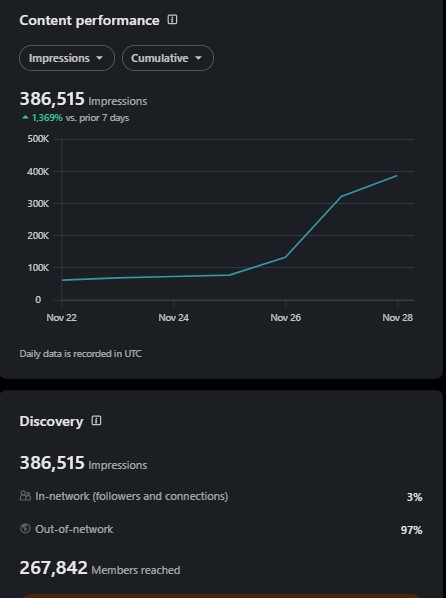 Content performance
Impressions Cumulative
386,515 Impressions
1,369% vs. prior 7 days
500K
400K
300K
200K
100K
0
Nov 22 Nov 24 Nov 26 Nov 28
Daily data is recorded in UTC
Discovery
386,515 Impressions
In-network (followers and connections) 3%
Out-of-network 97%
267,842 Members reached